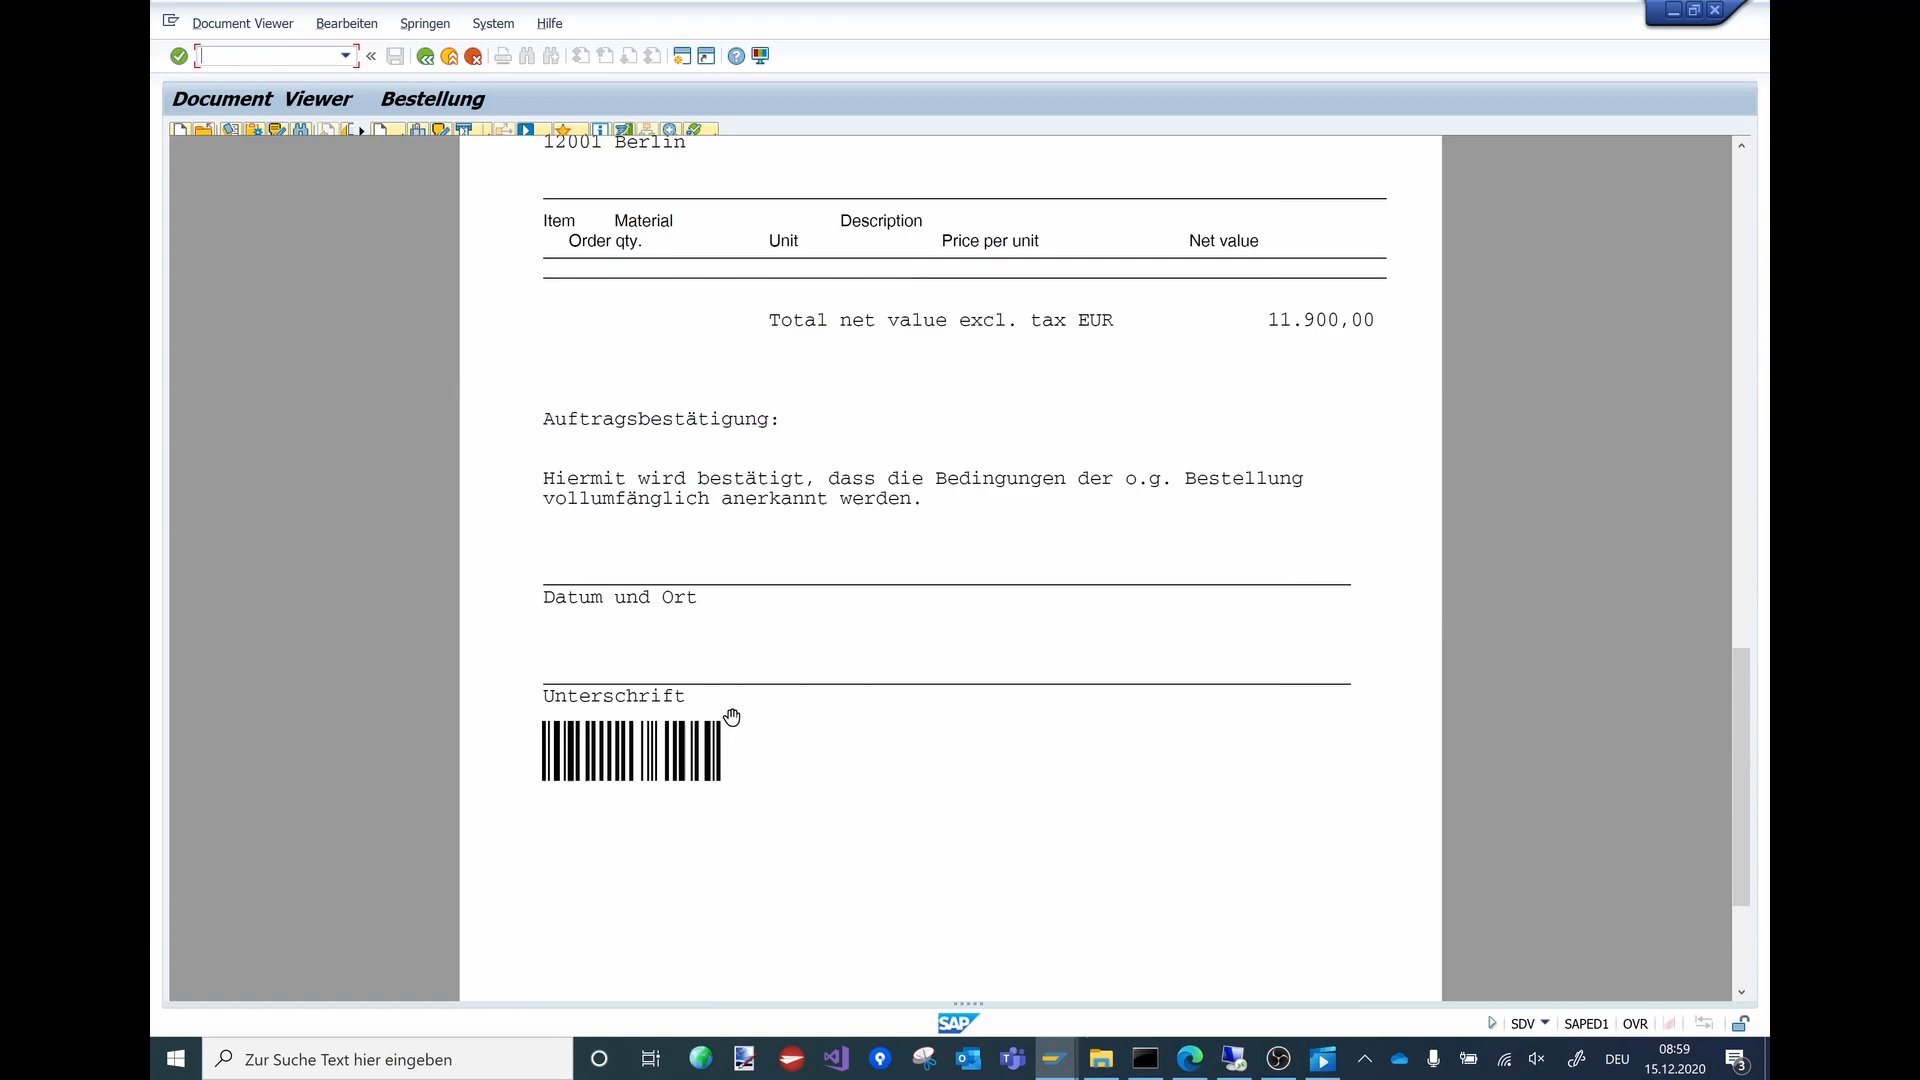 Document Viewer Bearbeiten Springen System Hilfe
Document Viewer Bestellung
12001 Berlin
Item Material Description
Order qty. Unit Price per unit Net value
Total net value excl. tax EUR 11.900,00
Auftragsbestätigung:
Hiermit wird bestätigt, dass die Bedingungen der o.g. Bestellung
vollumfänglich anerkannt werden.
Datum und Ort
Unterschrift
SAP
SDV SAPED1 OVR
Zur Suche Text hier eingeben
DEU
08:59
15.12.2020
3